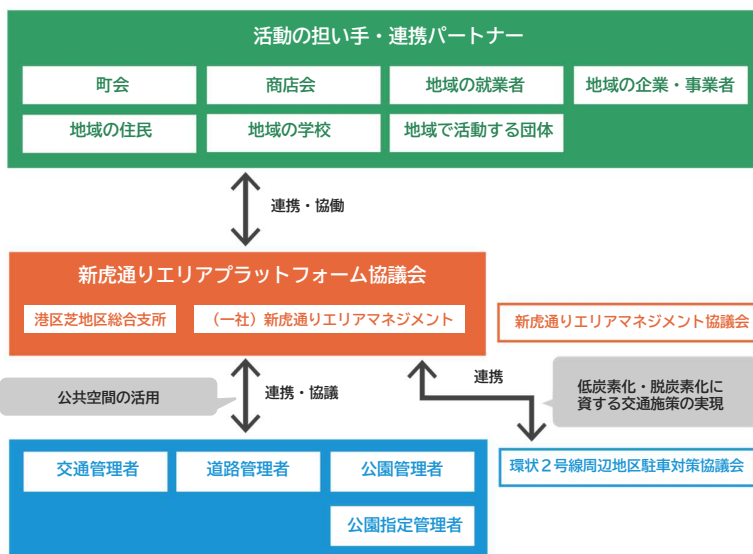 活動の担い手・連携パートナー
町会
商店会
地域の就業者
地域の企業・事業者
地域の住民
地域の学校
地域で活動する団体
連携・協働
新虎通りエリアプラットフォーム協議会
港区芝地区総合支所
（一社）新虎通りエリアマネジメント
新虎通りエリアマネジメント協議会
公共空間の活用
連携・協議
連携
低炭素化・脱炭素化に
資する交通施策の実現
交通管理者
道路管理者
公園管理者
公園指定管理者
環状２号線周辺地区駐車対策協議会